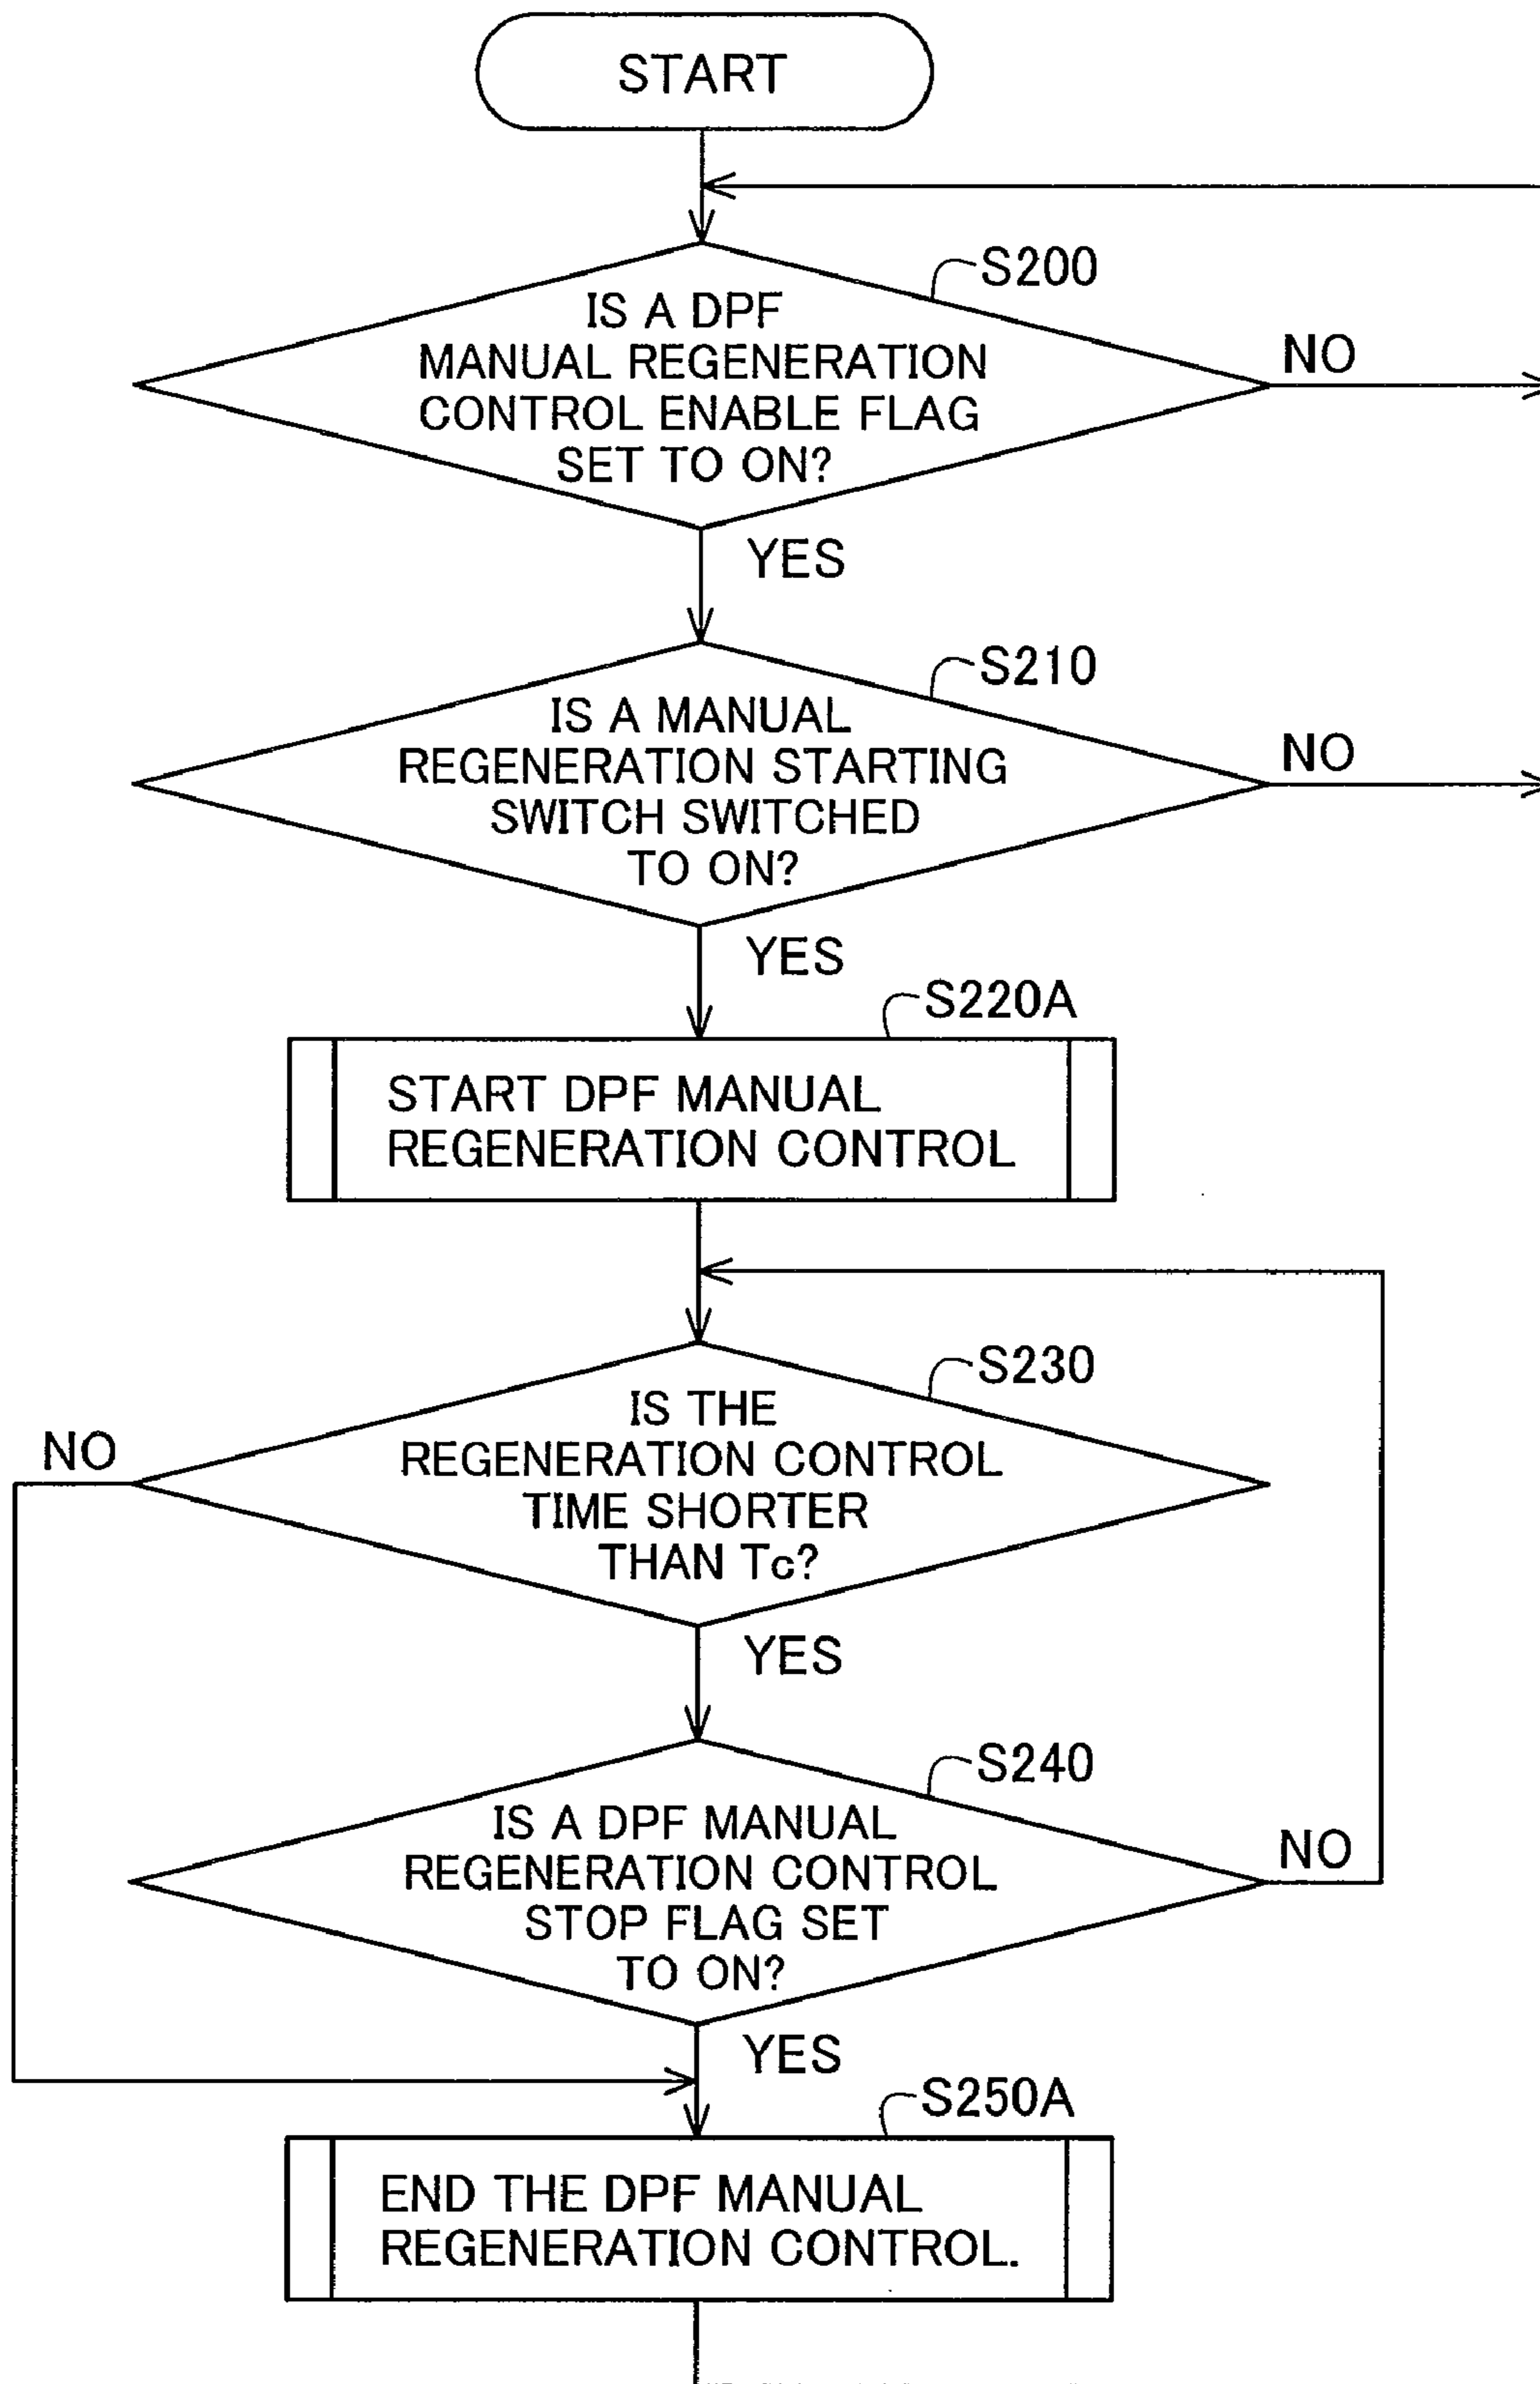 START
S200
IS A DPF
MANUAL REGENERATION
CONTROL ENABLE FLAG
SET TO ON?
NO
YES
S210
IS A MANUAL
REGENERATION STARTING
SWITCH SWITCHED
TO ON?
NO
YES
S220A
START DPF MANUAL
REGENERATION CONTROL
S230
IS THE
REGENERATION CONTROL
TIME SHORTER
THAN Tc?
NO
YES
S240
IS A DPF MANUAL
REGENERATION CONTROL
STOP FLAG SET
TO ON?
NO
YES
S250A
END THE DPF MANUAL
REGENERATION CONTROL.